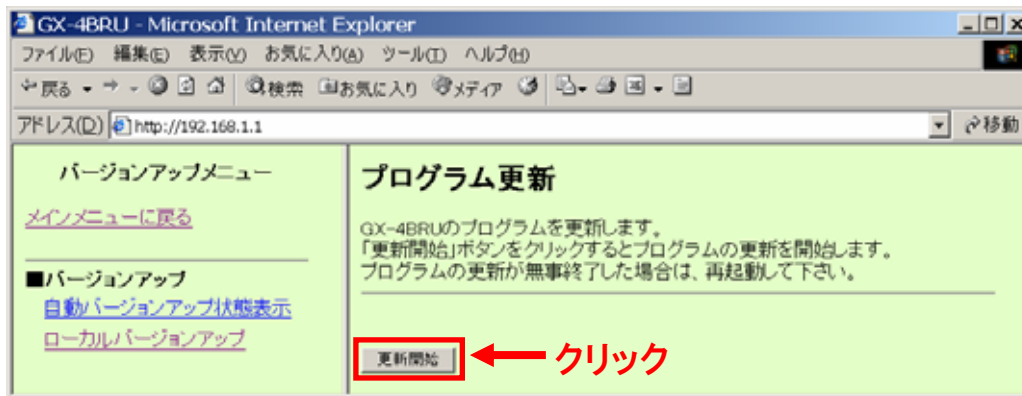 GX-4BRU - Microsoft Internet Explorer
ファイル(F) 編集(E) 表示(V) お気に入り(A) ツール(T) ヘルプ(H)
戻る 検索 お気に入り メディア
アドレス(D) http://192.168.1.1 移動
バージョンアップメニュー
メインメニューに戻る
■バージョンアップ
自動バージョンアップ状態表示
ローカルバージョンアップ
プログラム更新
GX-4BRUのプログラムを更新します。
「更新開始」ボタンをクリックするとプログラムの更新を開始します。
プログラムの更新が無事終了した場合は、再起動して下さい。
更新開始 クリック